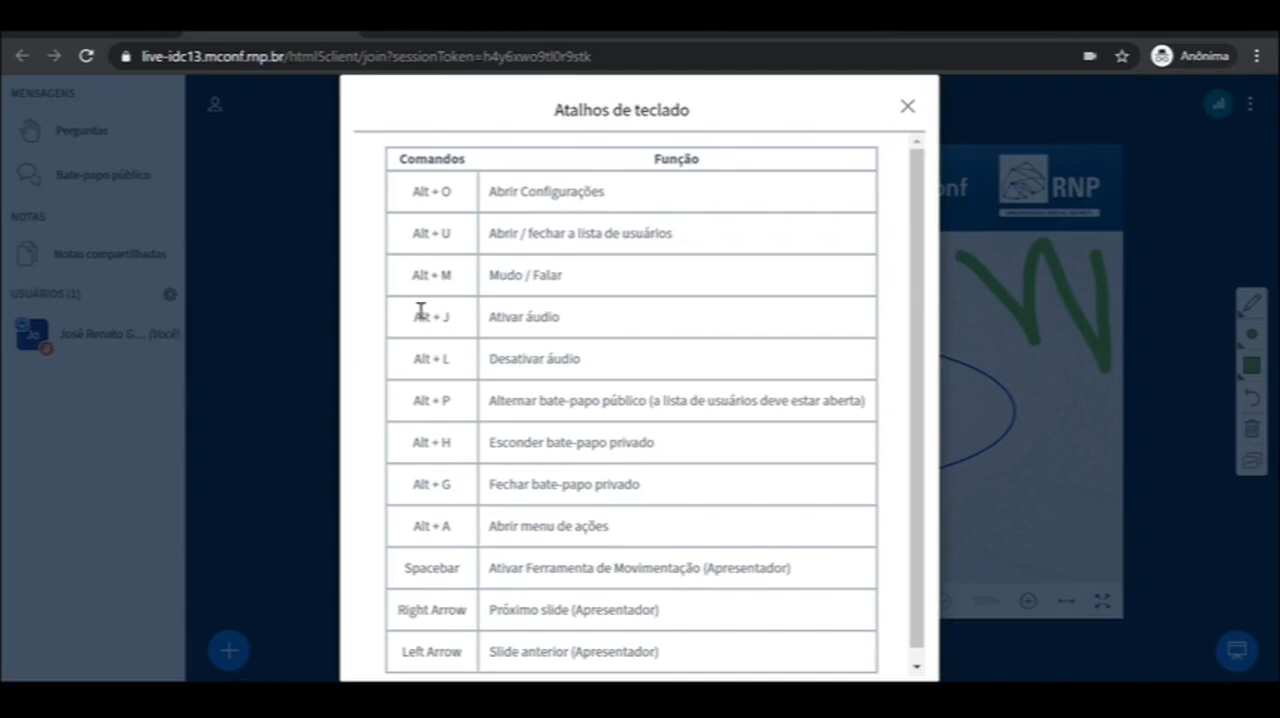 live-idc13.mconf.rnp.br/html5client/join?sessionToken=h4y6xwo9tl0r9stk
Anônima
MENSAGENS
Perguntas
Bate-papo público
NOTAS
Notas compartilhadas
USUÁRIOS (1)
Jo
José Renato G... (Você)
Atalhos de teclado
Comandos Função
Alt + O Abrir Configurações
Alt + U Abrir / fechar a lista de usuários
Alt + M Mudo / Falar
Alt + J Ativar áudio
Alt + L Desativar áudio
Alt + P Alternar bate-papo público (a lista de usuários deve estar aberta)
Alt + H Esconder bate-papo privado
Alt + G Fechar bate-papo privado
Alt + A Abrir menu de ações
Spacebar Ativar Ferramenta de Movimentação (Apresentador)
Right Arrow Próximo slide (Apresentador)
Left Arrow Slide anterior (Apresentador)
onf
RNP